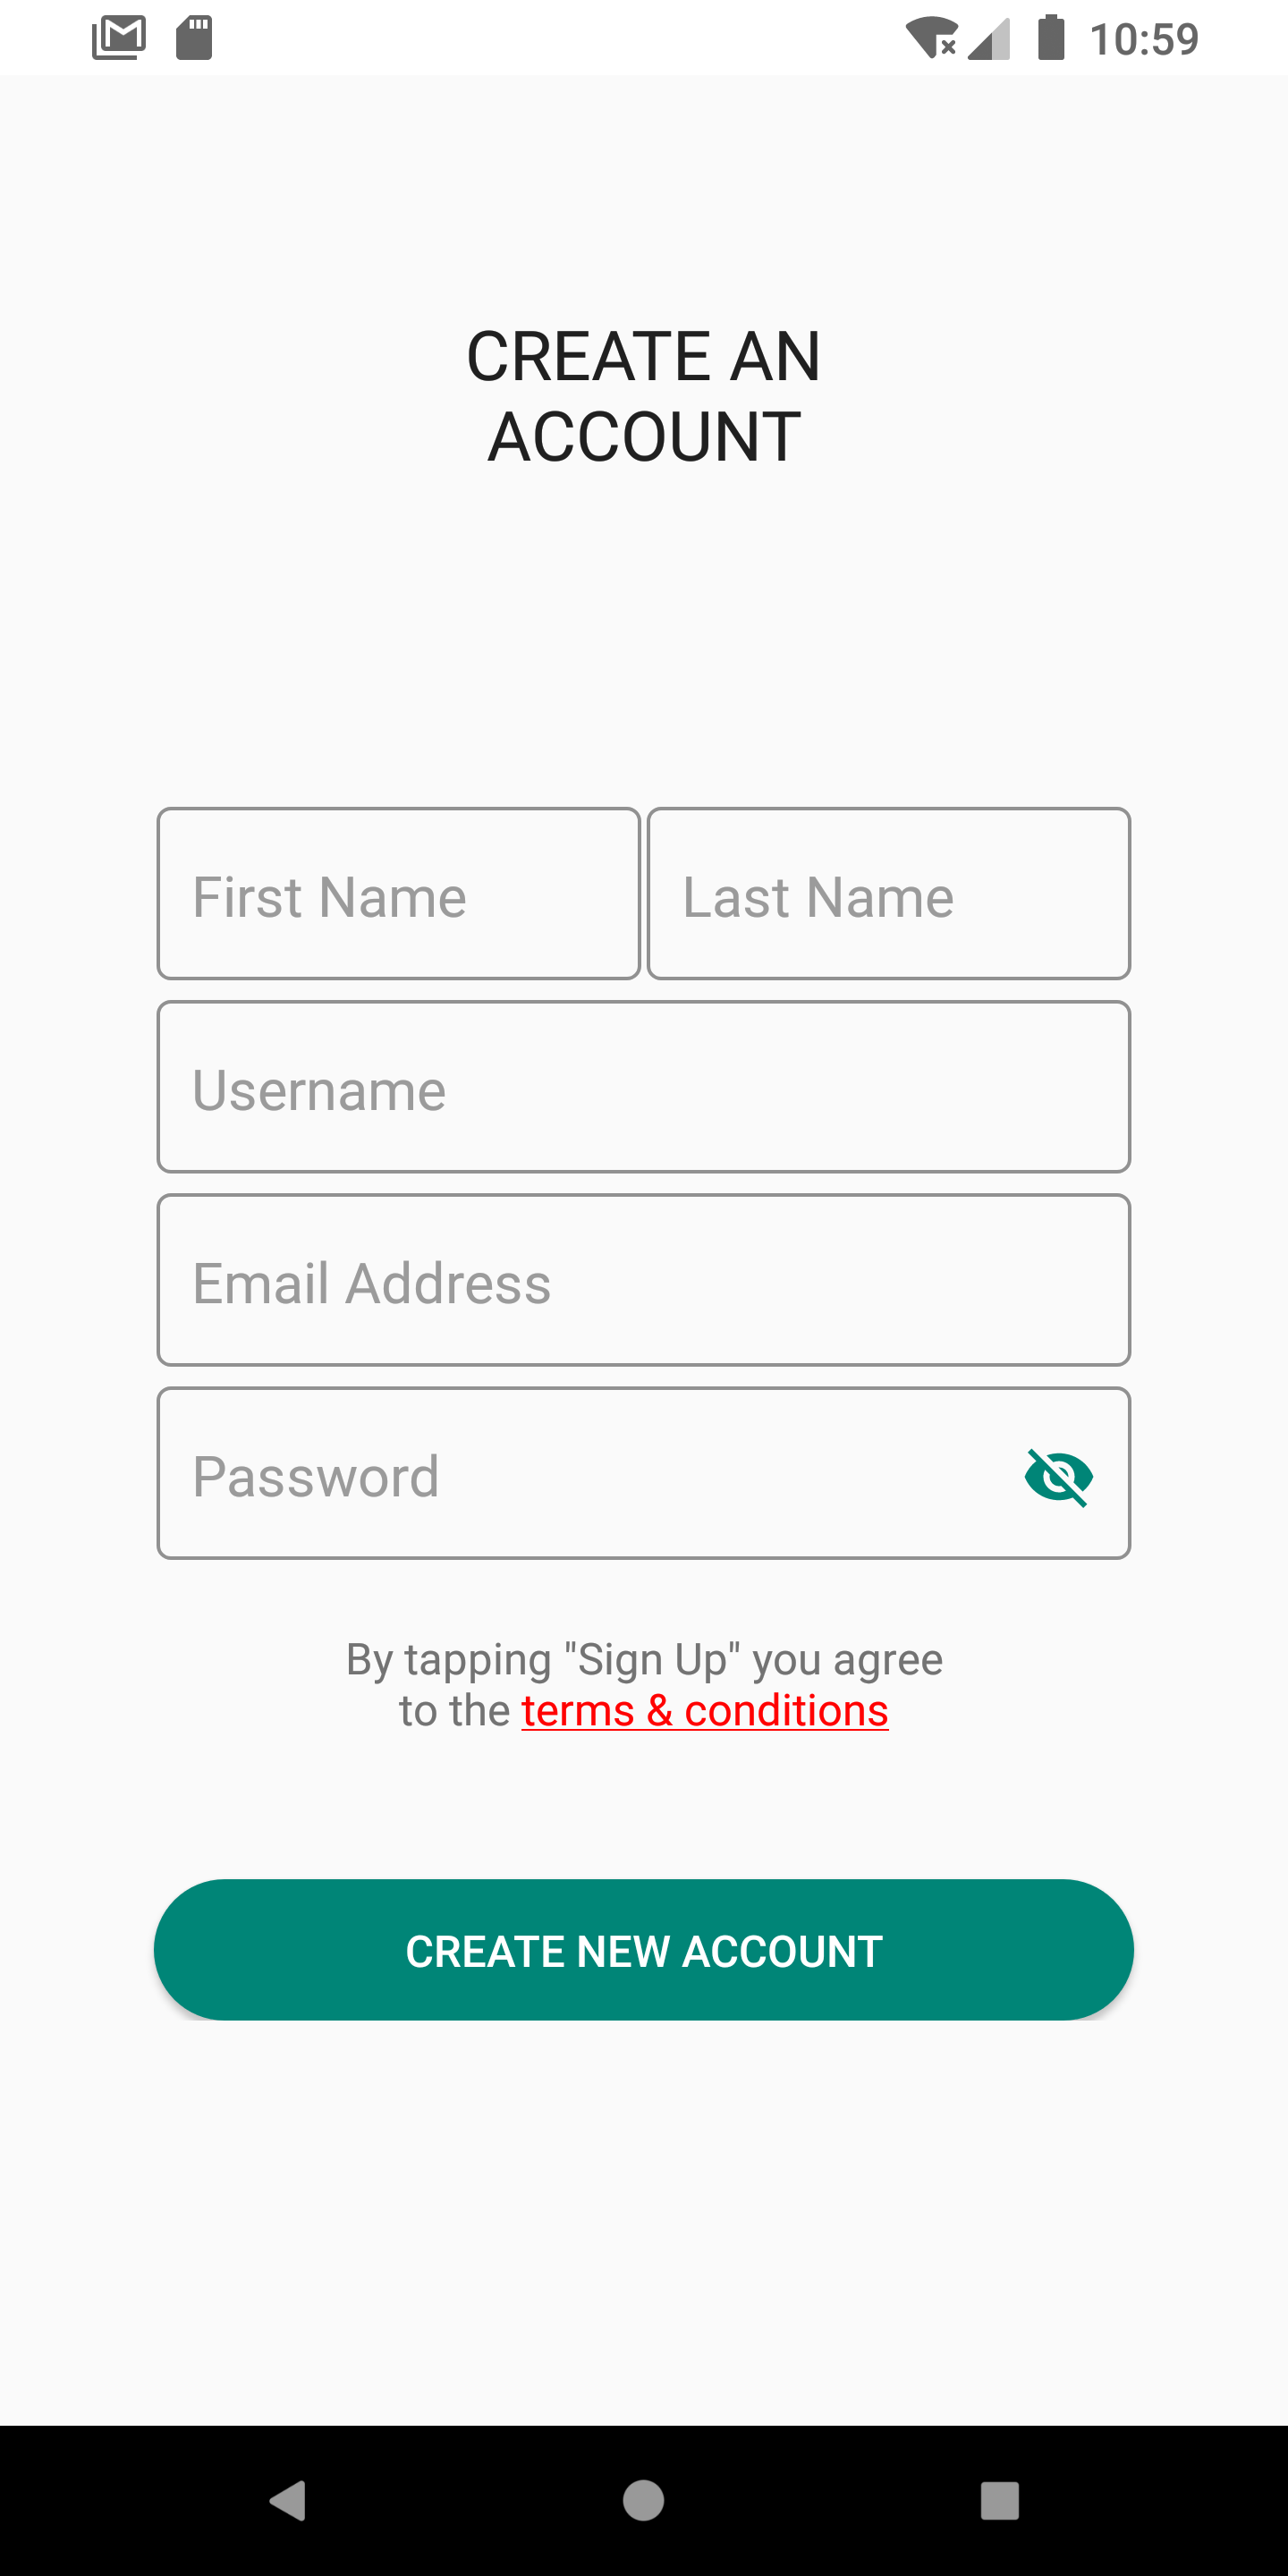 10:59
CREATE AN
ACCOUNT
First Name Last Name
Username
Email Address
Password
By tapping "Sign Up" you agree
to the terms & conditions
CREATE NEW ACCOUNT